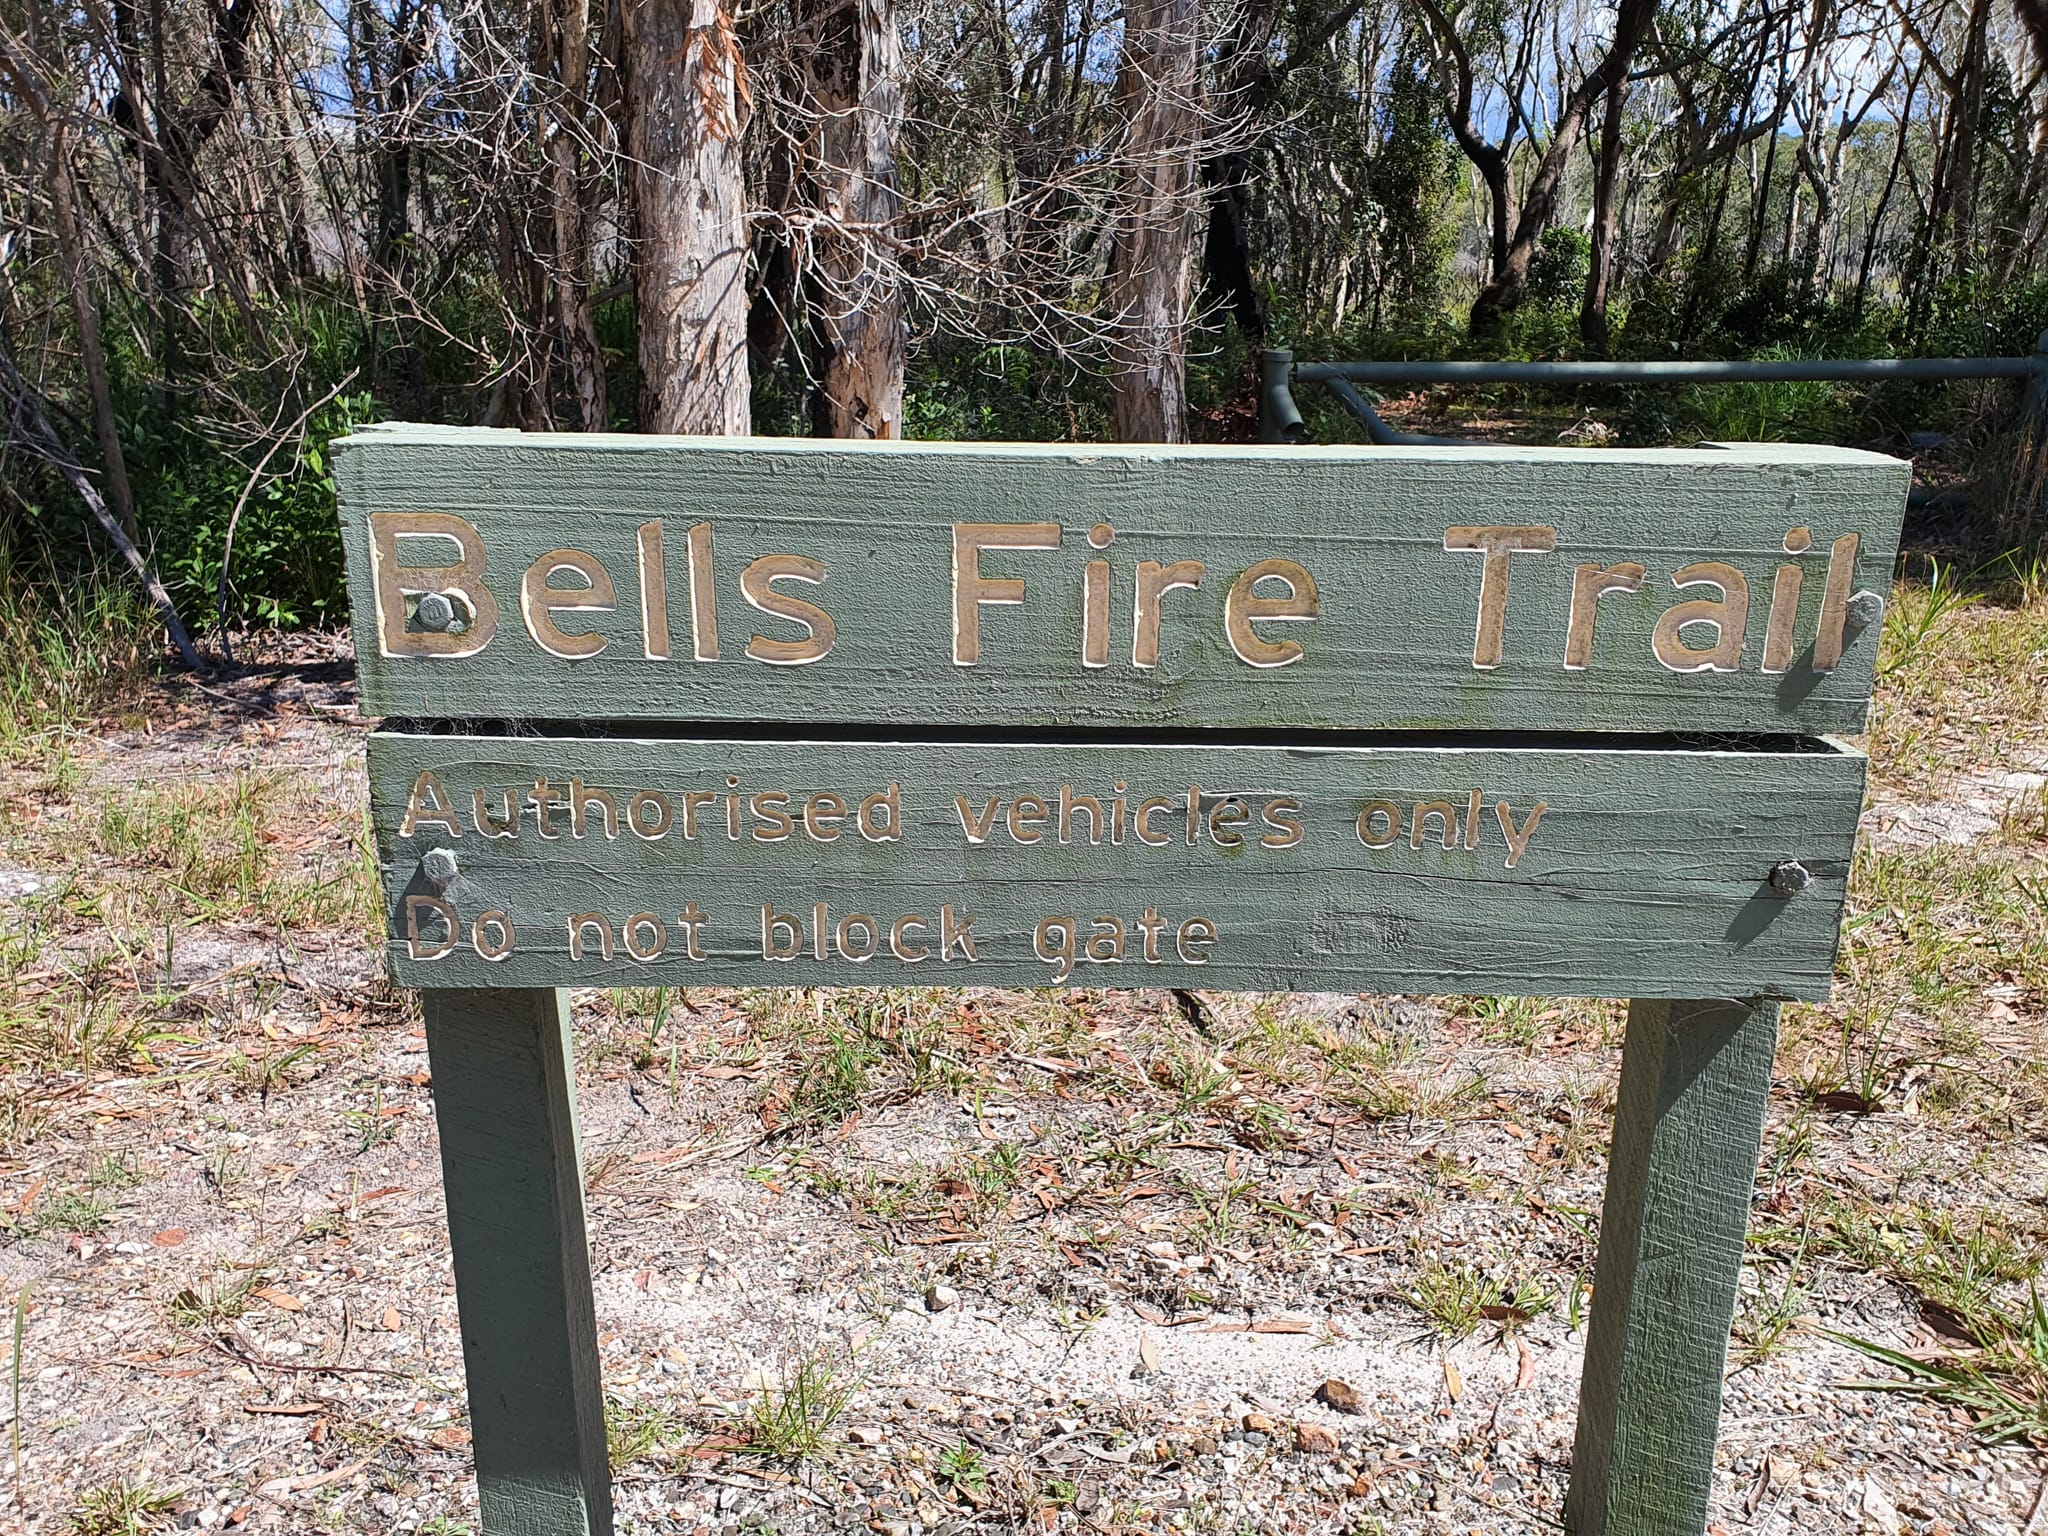 Bells Fire Trail
Authorised vehicles only
Do not block gate